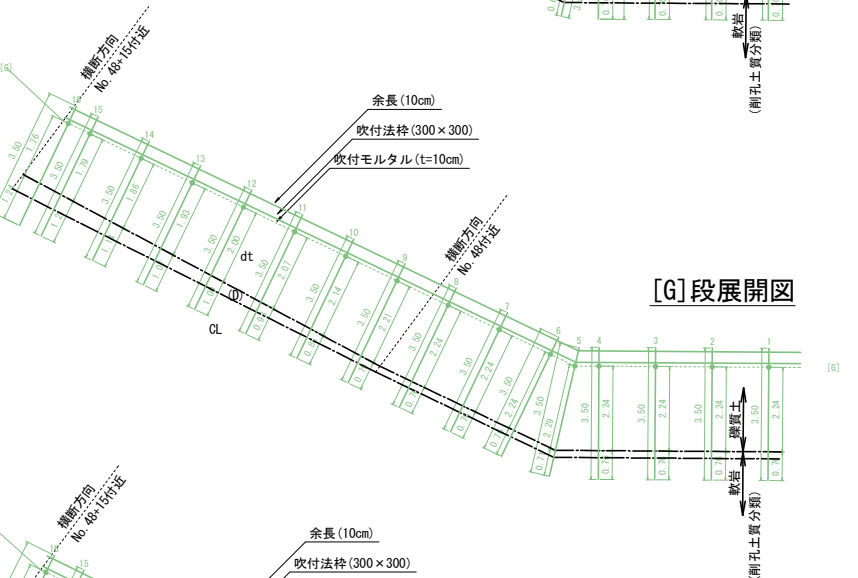 軟岩
(削孔土質分類)
横断方向
No.48+15付近
[G]
余長(10cm)
吹付法枠(300×300)
吹付モルタル(t=10cm)
16
15
14
13
12
11
10
9
8
7
6
5
4
3
2
1
横断方向
No.48付近
[G]段展開図
[G]
3.50
1.76
3.50
1.79
3.50
1.86
3.50
1.93
3.50
2.00
3.50
2.07
3.50
2.14
3.50
2.21
3.50
2.24
3.50
2.24
3.50
2.24
3.50
2.29
3.50
2.24
3.50
2.24
3.50
2.24
3.50
2.24
dt
(D)
CL
礫質土
軟岩
(削孔土質分類)
横断方向
No.48+15付近
余長(10cm)
吹付法枠(300×300)
16
15